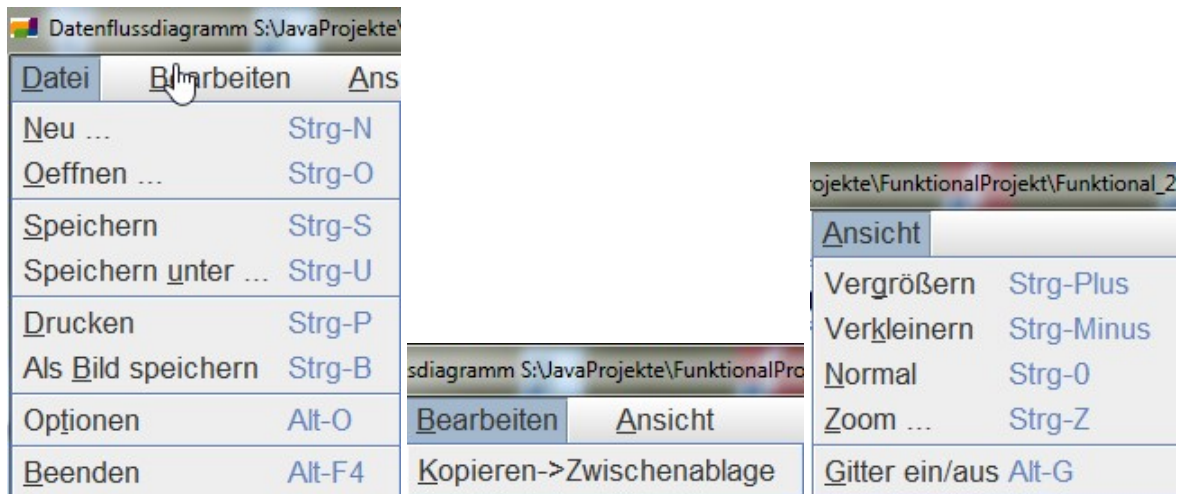 Datenflussdiagramm S:\JavaProjekte\
Datei Bearbeiten Ans
Neu ... Strg-N
Oeffnen ... Strg-O
Speichern Strg-S
Speichern unter ... Strg-U
Drucken Strg-P
Als Bild speichern Strg-B
Optionen Alt-O
Beenden Alt-F4
sdiagramm S:\JavaProjekte\FunktionalPro
Bearbeiten Ansicht
Kopieren->Zwischenablage
ojekte\FunktionalProjekt\Funktional_2
Ansicht
Vergrößern Strg-Plus
Verkleinern Strg-Minus
Normal Strg-0
Zoom ... Strg-Z
Gitter ein/aus Alt-G